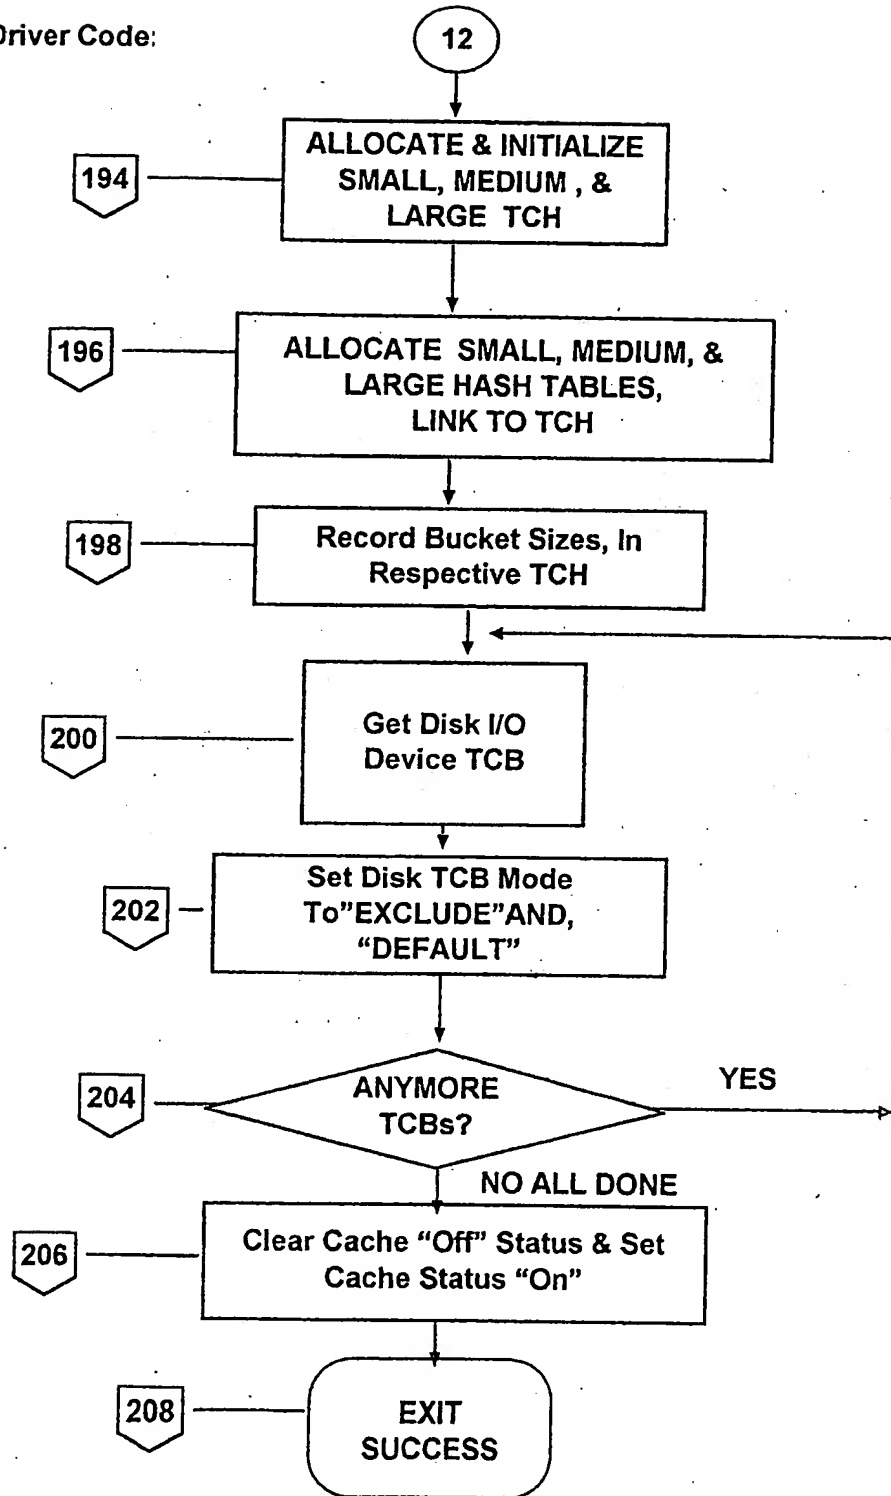 Driver Code:
12
194
ALLOCATE & INITIALIZE
SMALL, MEDIUM , &
LARGE TCH
196
ALLOCATE SMALL, MEDIUM, &
LARGE HASH TABLES,
LINK TO TCH
198
Record Bucket Sizes, In
Respective TCH
200
Get Disk I/O
Device TCB
202
Set Disk TCB Mode
To"EXCLUDE"AND,
“DEFAULT”
204
ANYMORE
TCBs?
YES
NO ALL DONE
206
Clear Cache “Off” Status & Set
Cache Status “On”
208
EXIT
SUCCESS